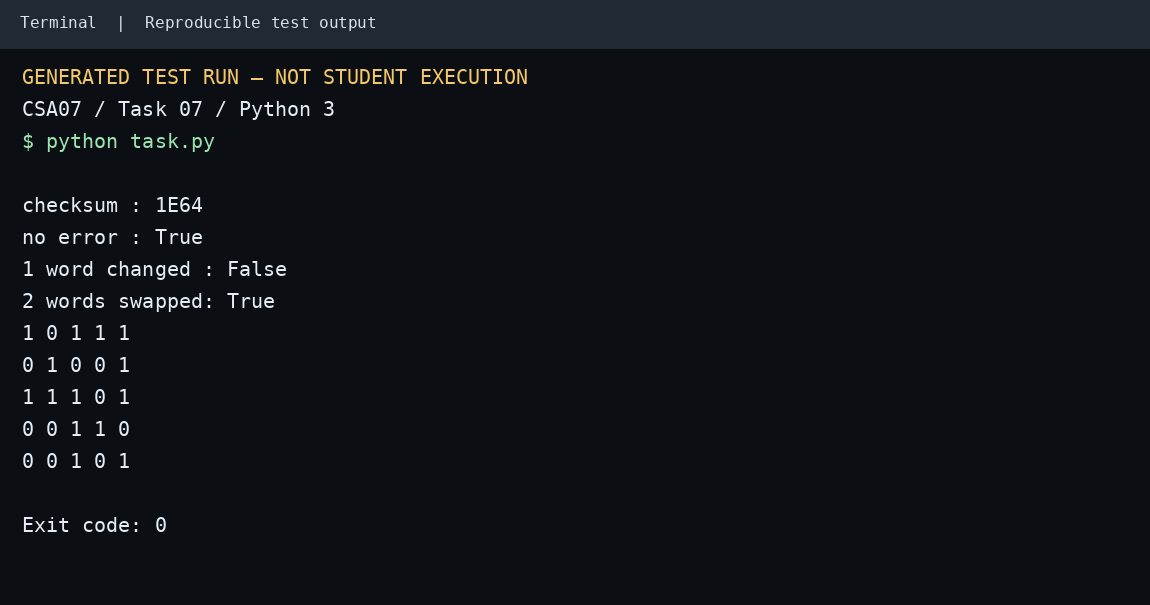 Terminal  |  Reproducible test output
GENERATED TEST RUN — NOT STUDENT EXECUTION
CSA07 / Task 07 / Python 3
$ python task.py
checksum : 1E64
no error : True
1 word changed : False
2 words swapped: True
1 0 1 1 1
0 1 0 0 1
1 1 1 0 1
0 0 1 1 0
0 0 1 0 1
Exit code: 0